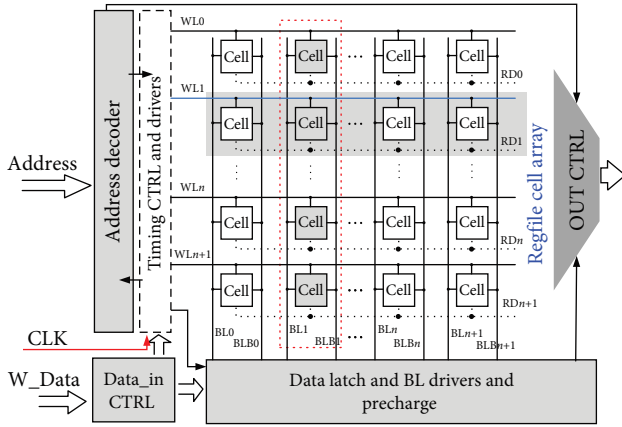 WL0
Cell Cell ... Cell Cell
RD0
WL1
Cell Cell ... Cell Cell
RD1
WLn
Cell Cell ... Cell Cell
RDn
WLn+1
Cell Cell ... Cell Cell
RDn+1
BL0 BLB0 BL1 BLB1 ... BLn BLBn BLn+1 BLBn+1
Address
Address decoder
Timing CTRL and drivers
Regfile cell array
OUT CTRL
CLK
W_Data
Data_in
CTRL
Data latch and BL drivers and
precharge